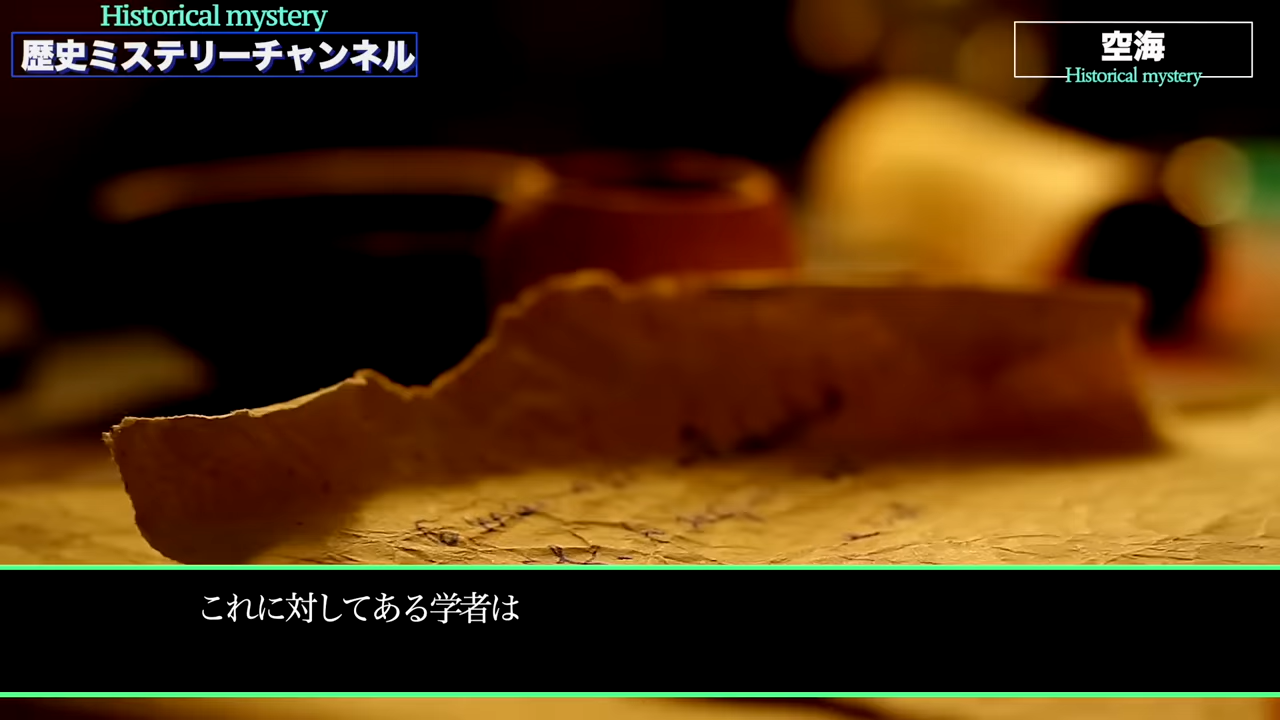 Historical mystery
歴史ミステリーチャンネル
空海
Historical mystery
これに対してある学者は